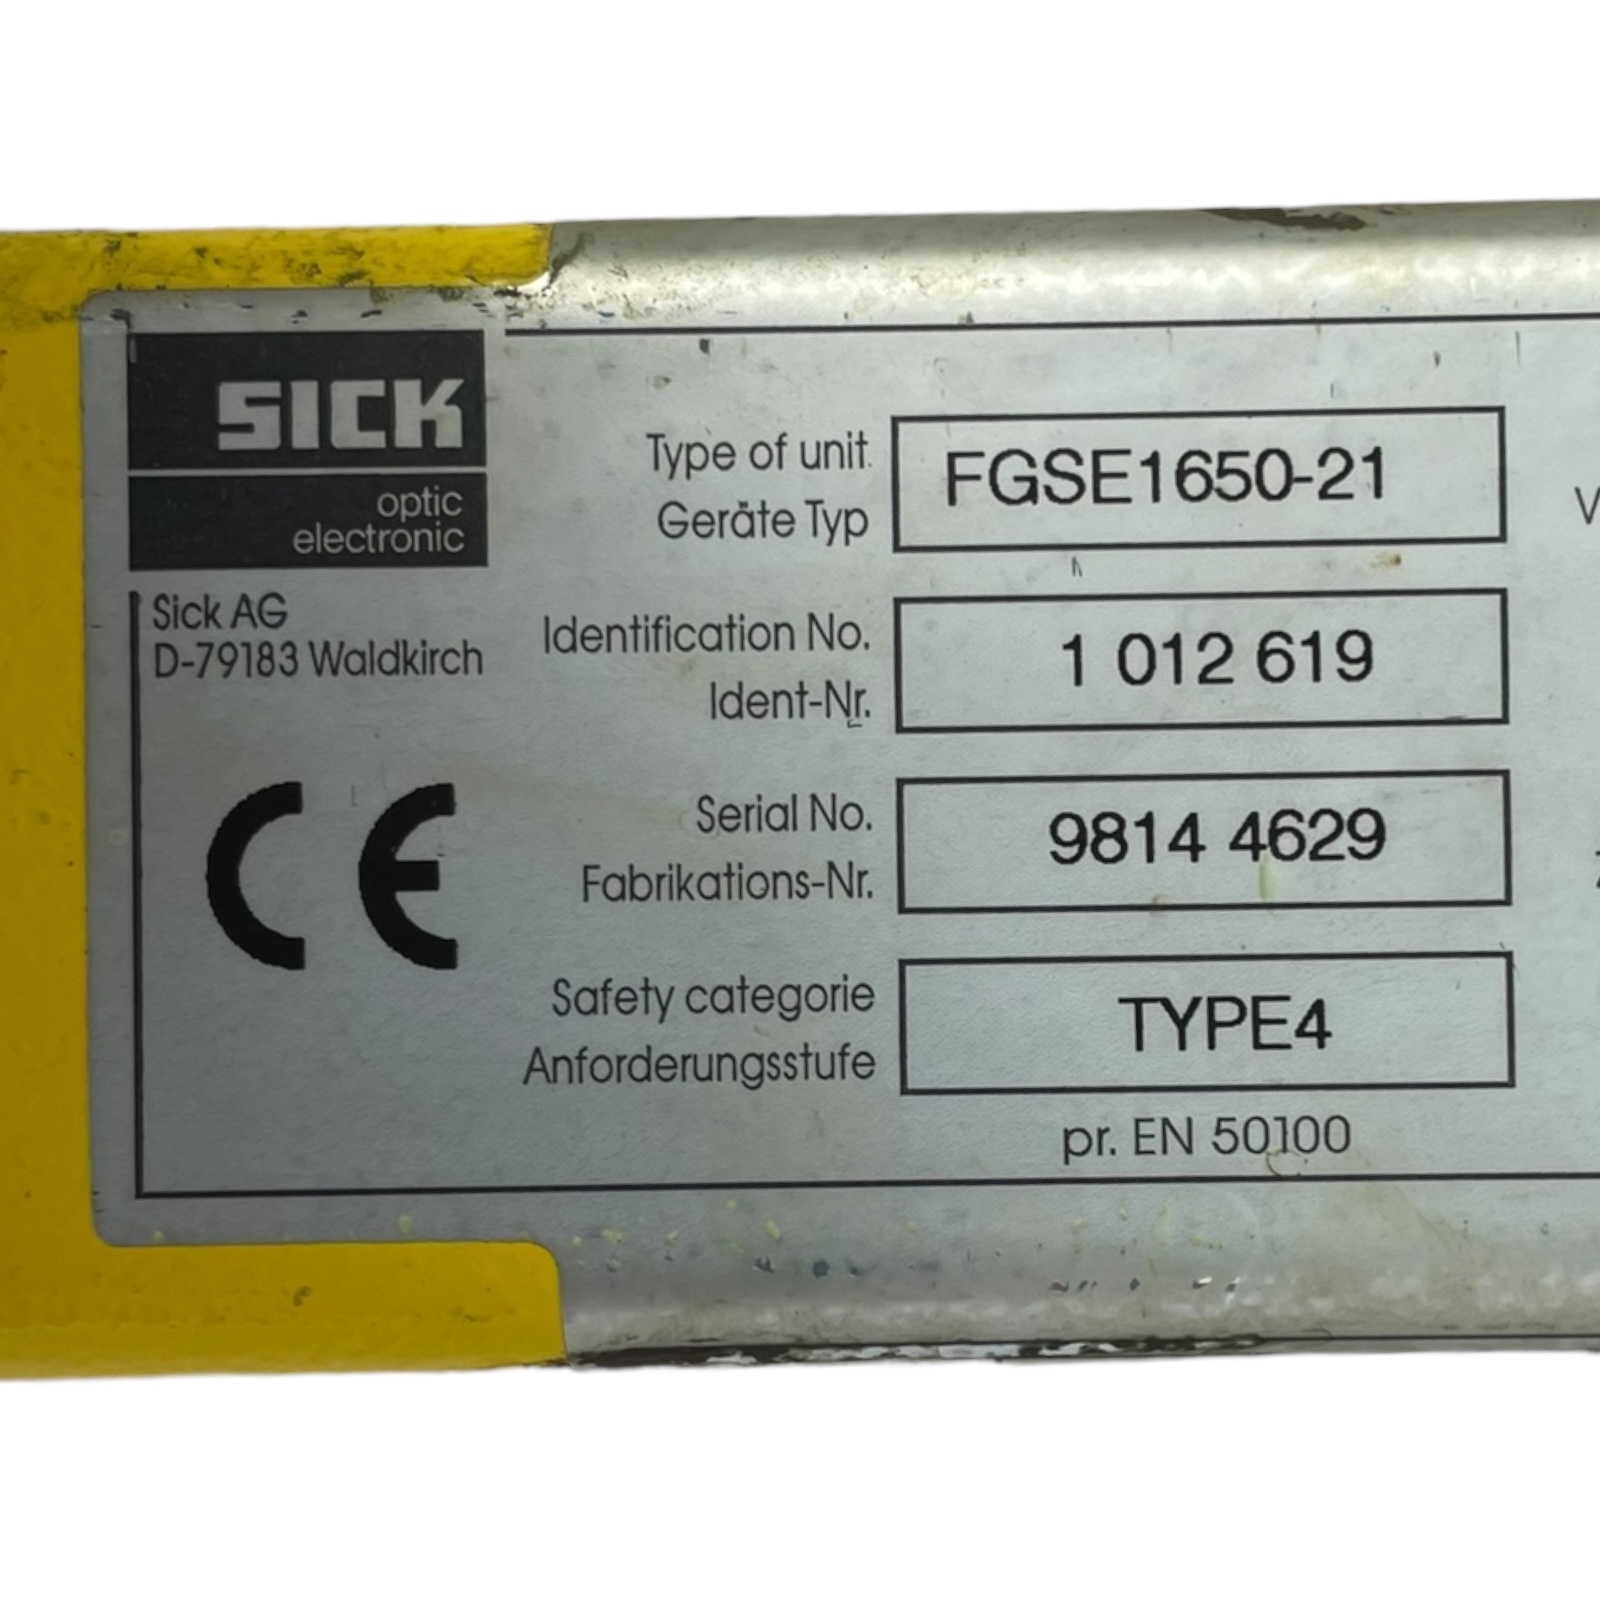 SICK
optic
electronic
Sick AG
D-79183 Waldkirch
CE
Type of unit
Geräte Typ
FGSE1650-21
Identification No.
Ident-Nr.
1 012 619
Serial No.
Fabrikations-Nr.
9814 4629
Safety categorie
Anforderungsstufe
TYPE4
pr. EN 50100